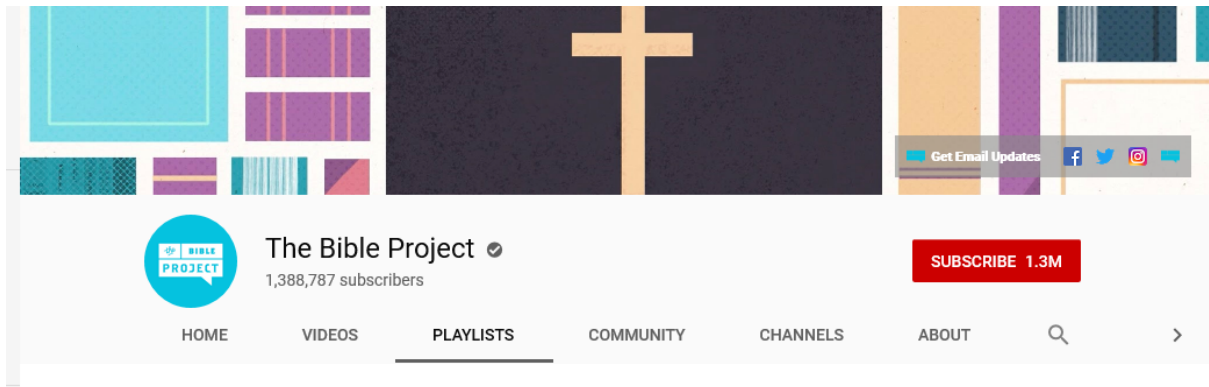 Get Email Updates
BIBLE
PROJECT
The Bible Project
1,388,787 subscribers
SUBSCRIBE 1.3M
HOME VIDEOS PLAYLISTS COMMUNITY CHANNELS ABOUT